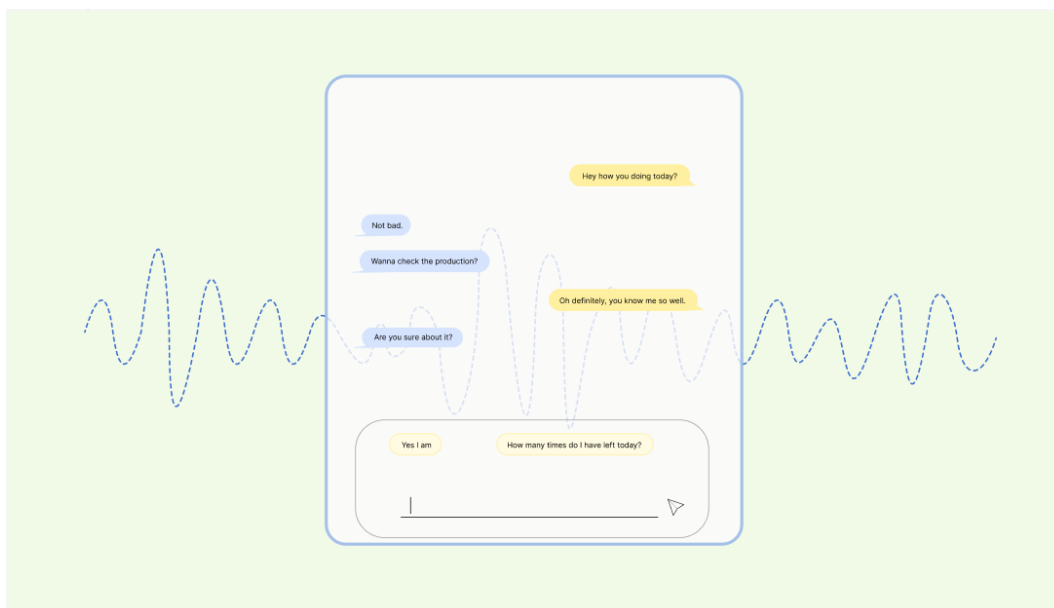 Hey how you doing today?
Not bad.
Wanna check the production?
Oh definitely, you know me so well.
Are you sure about it?
Yes I am
How many times do I have left today?